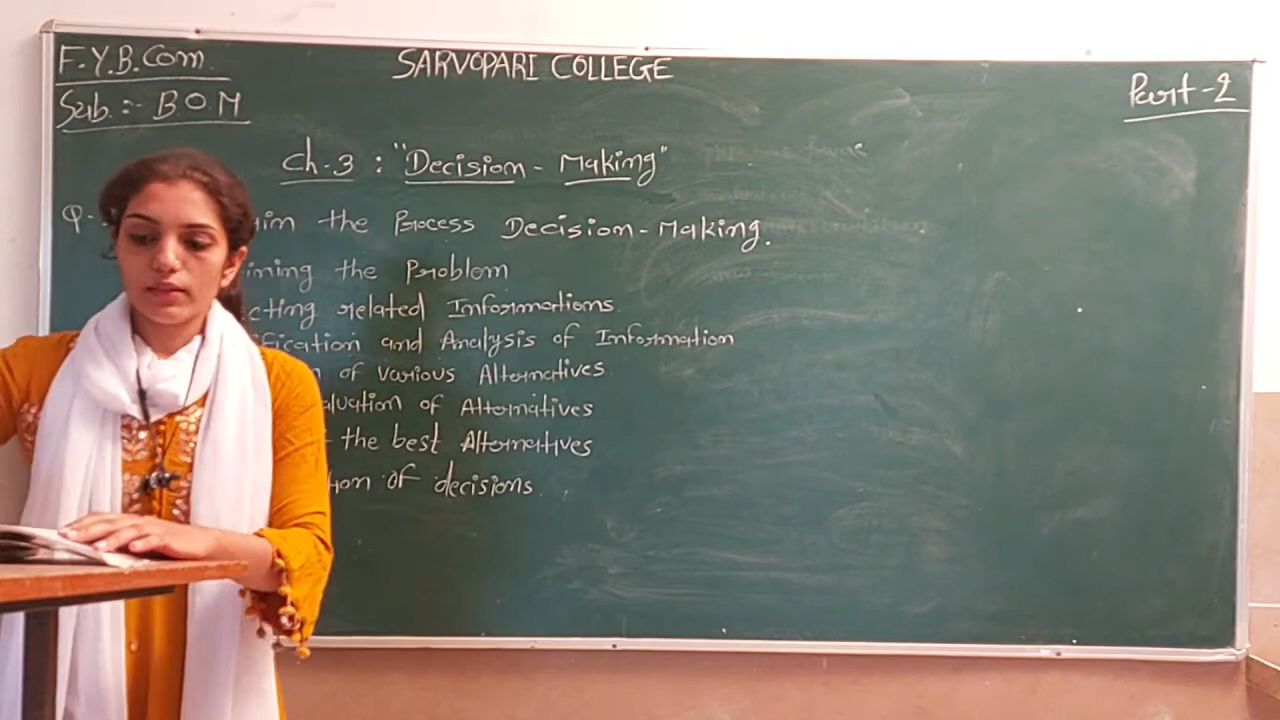 F.Y.B.Com.
SARVOPARI COLLEGE
Part-2
Sub. :- B O M
Ch-3 : "Decision - Making"
Q- the Process Decision-Making.
the Problem
related Informations.
and Analysis of Information
of Various Alternatives
of Alternatives
the best Alternatives
of decisions.